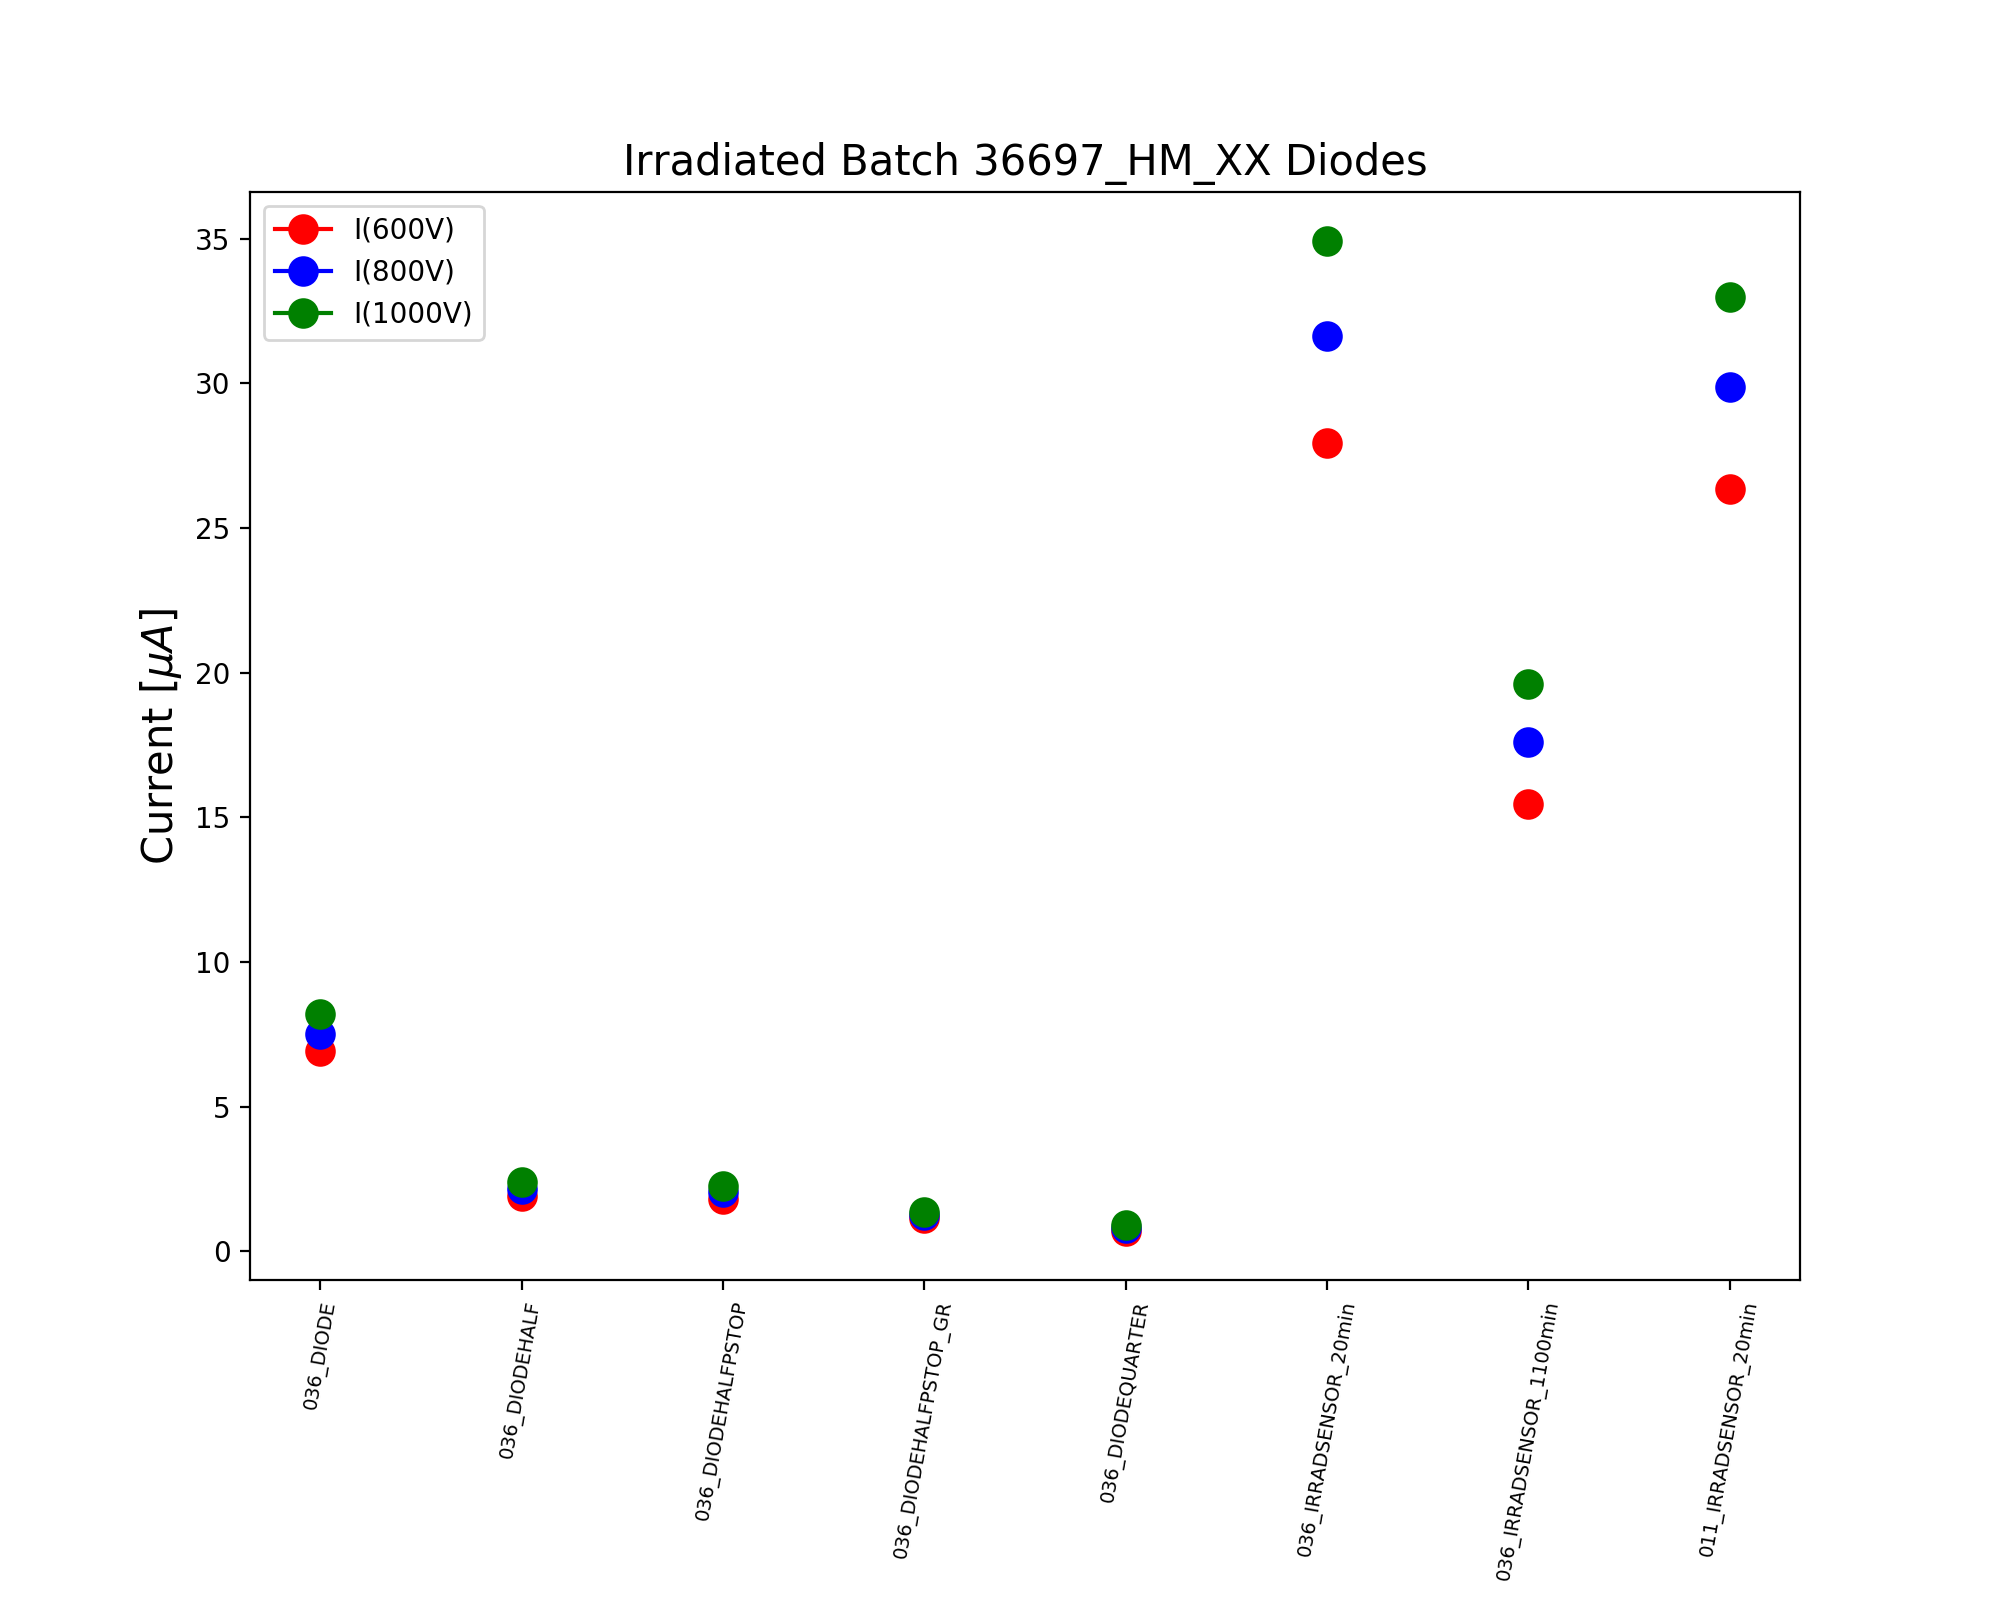 Irradiated Batch 36697_HM_XX Diodes
I(600V)
I(800V)
I(1000V)
Current [μA]
35
30
25
20
15
10
5
0
036_DIODE
036_DIODEHALF
036_DIODEHALFPSTOP
036_DIODEHALFPSTOP_GR
036_DIODEQUARTER
036_IRRADSENSOR_20min
036_IRRADSENSOR_1100min
011_IRRADSENSOR_20min